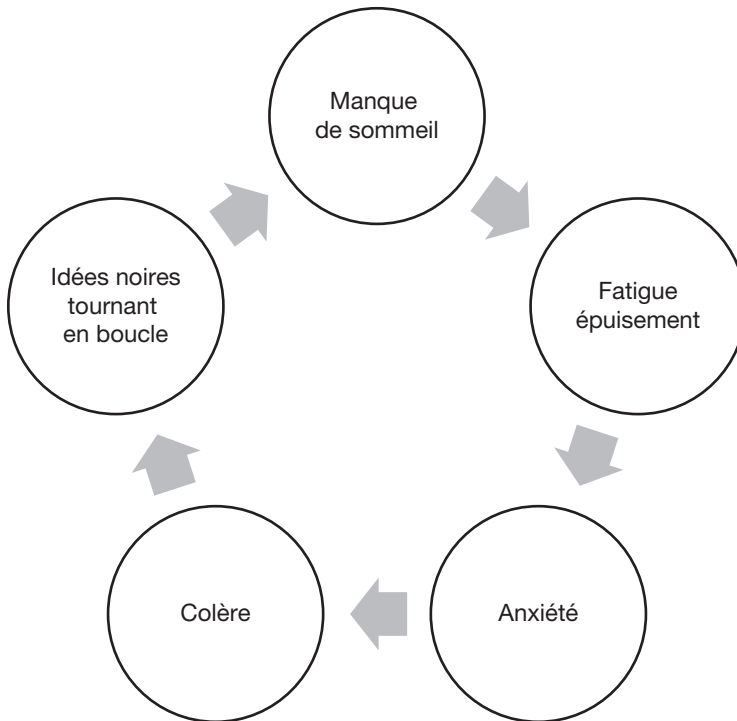 Manque
de sommeil
Fatigue
épuisement
Anxiété
Colère
Idées noires
tournant
en boucle